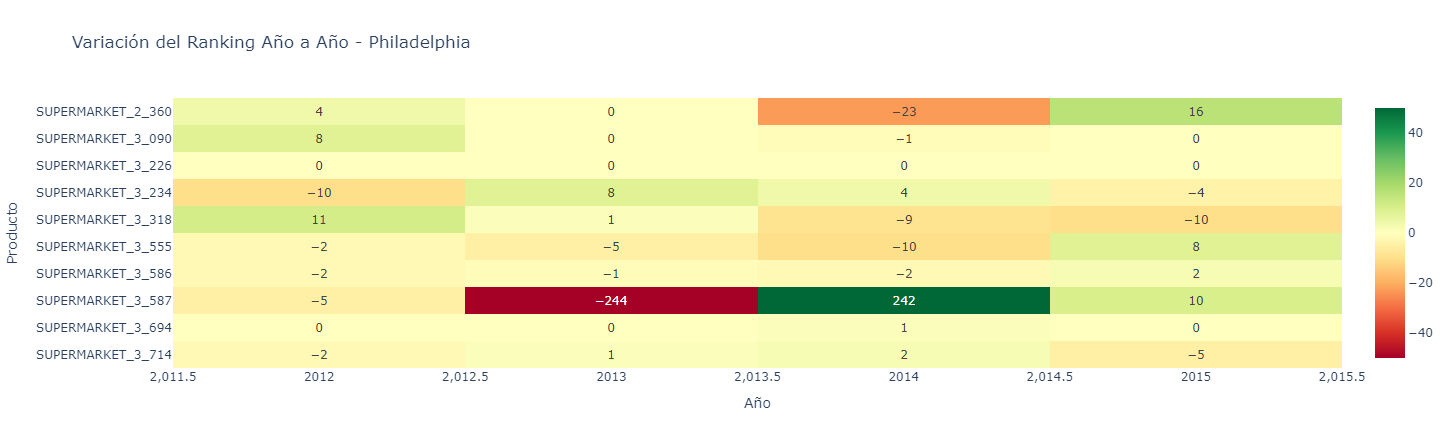 Variación del Ranking Año a Año - Philadelphia
SUPERMARKET_2_360 4 0 −23 16
SUPERMARKET_3_090 8 0 −1 0
SUPERMARKET_3_226 0 0 0 0
SUPERMARKET_3_234 −10 8 4 −4
SUPERMARKET_3_318 11 1 −9 −10
SUPERMARKET_3_555 −2 −5 −10 8
SUPERMARKET_3_586 −2 −1 −2 2
SUPERMARKET_3_587 −5 −244 242 10
SUPERMARKET_3_694 0 0 1 0
SUPERMARKET_3_714 −2 1 2 −5
2,011.5 2012 2,012.5 2013 2,013.5 2014 2,014.5 2015 2,015.5
Año
Producto
40
20
0
−20
−40